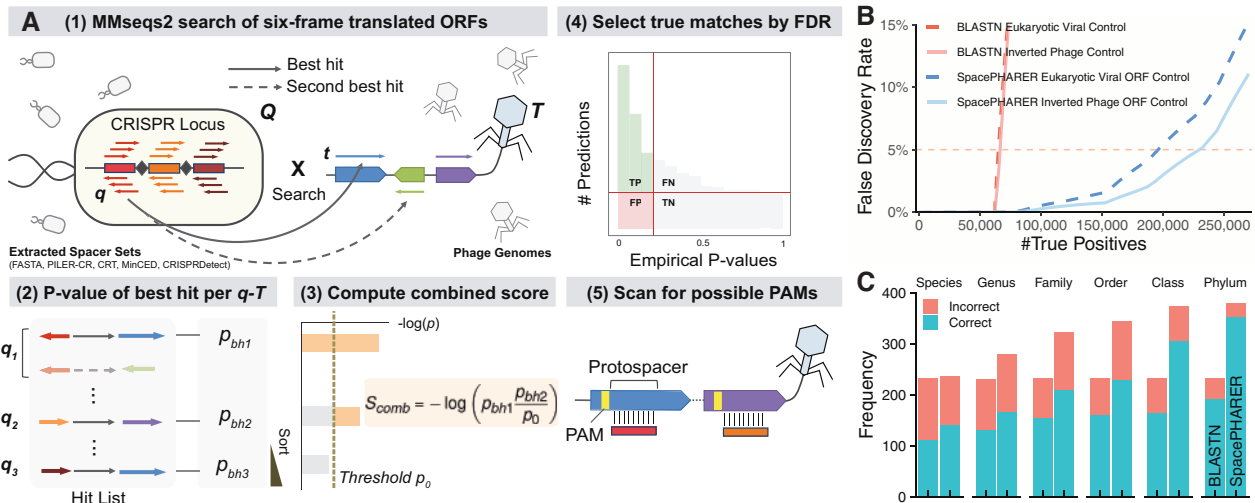 A
(1) MMseqs2 search of six-frame translated ORFs
Best hit
Second best hit
Q
CRISPR Locus
q
X
Search
t
T
Extracted Spacer Sets
(FASTA, PILER-CR, CRT, MinCED, CRISPRDetect)
Phage Genomes
(4) Select true matches by FDR
# Predictions
TP
FN
FP
TN
0
0.5
1
Empirical P-values
B
False Discovery Rate
15%
10%
5%
0%
BLASTN Eukaryotic Viral Control
BLASTN Inverted Phage Control
SpacePHARER Eukaryotic Viral ORF Control
SpacePHARER Inverted Phage ORF Control
0
50,000
100,000
150,000
200,000
250,000
#True Positives
(2) P-value of best hit per q-T
q1
q2
q3
⋮
⋮
pbh1
pbh2
pbh3
Sort
Hit List
(3) Compute combined score
-log(p)
Scomb = − log (pbh1 pbh2/p0)
Threshold p0
(5) Scan for possible PAMs
Protospacer
PAM
C
Species
Genus
Family
Order
Class
Phylum
Incorrect
Correct
Frequency
400
300
200
100
0
BLASTN
SpacePHARER